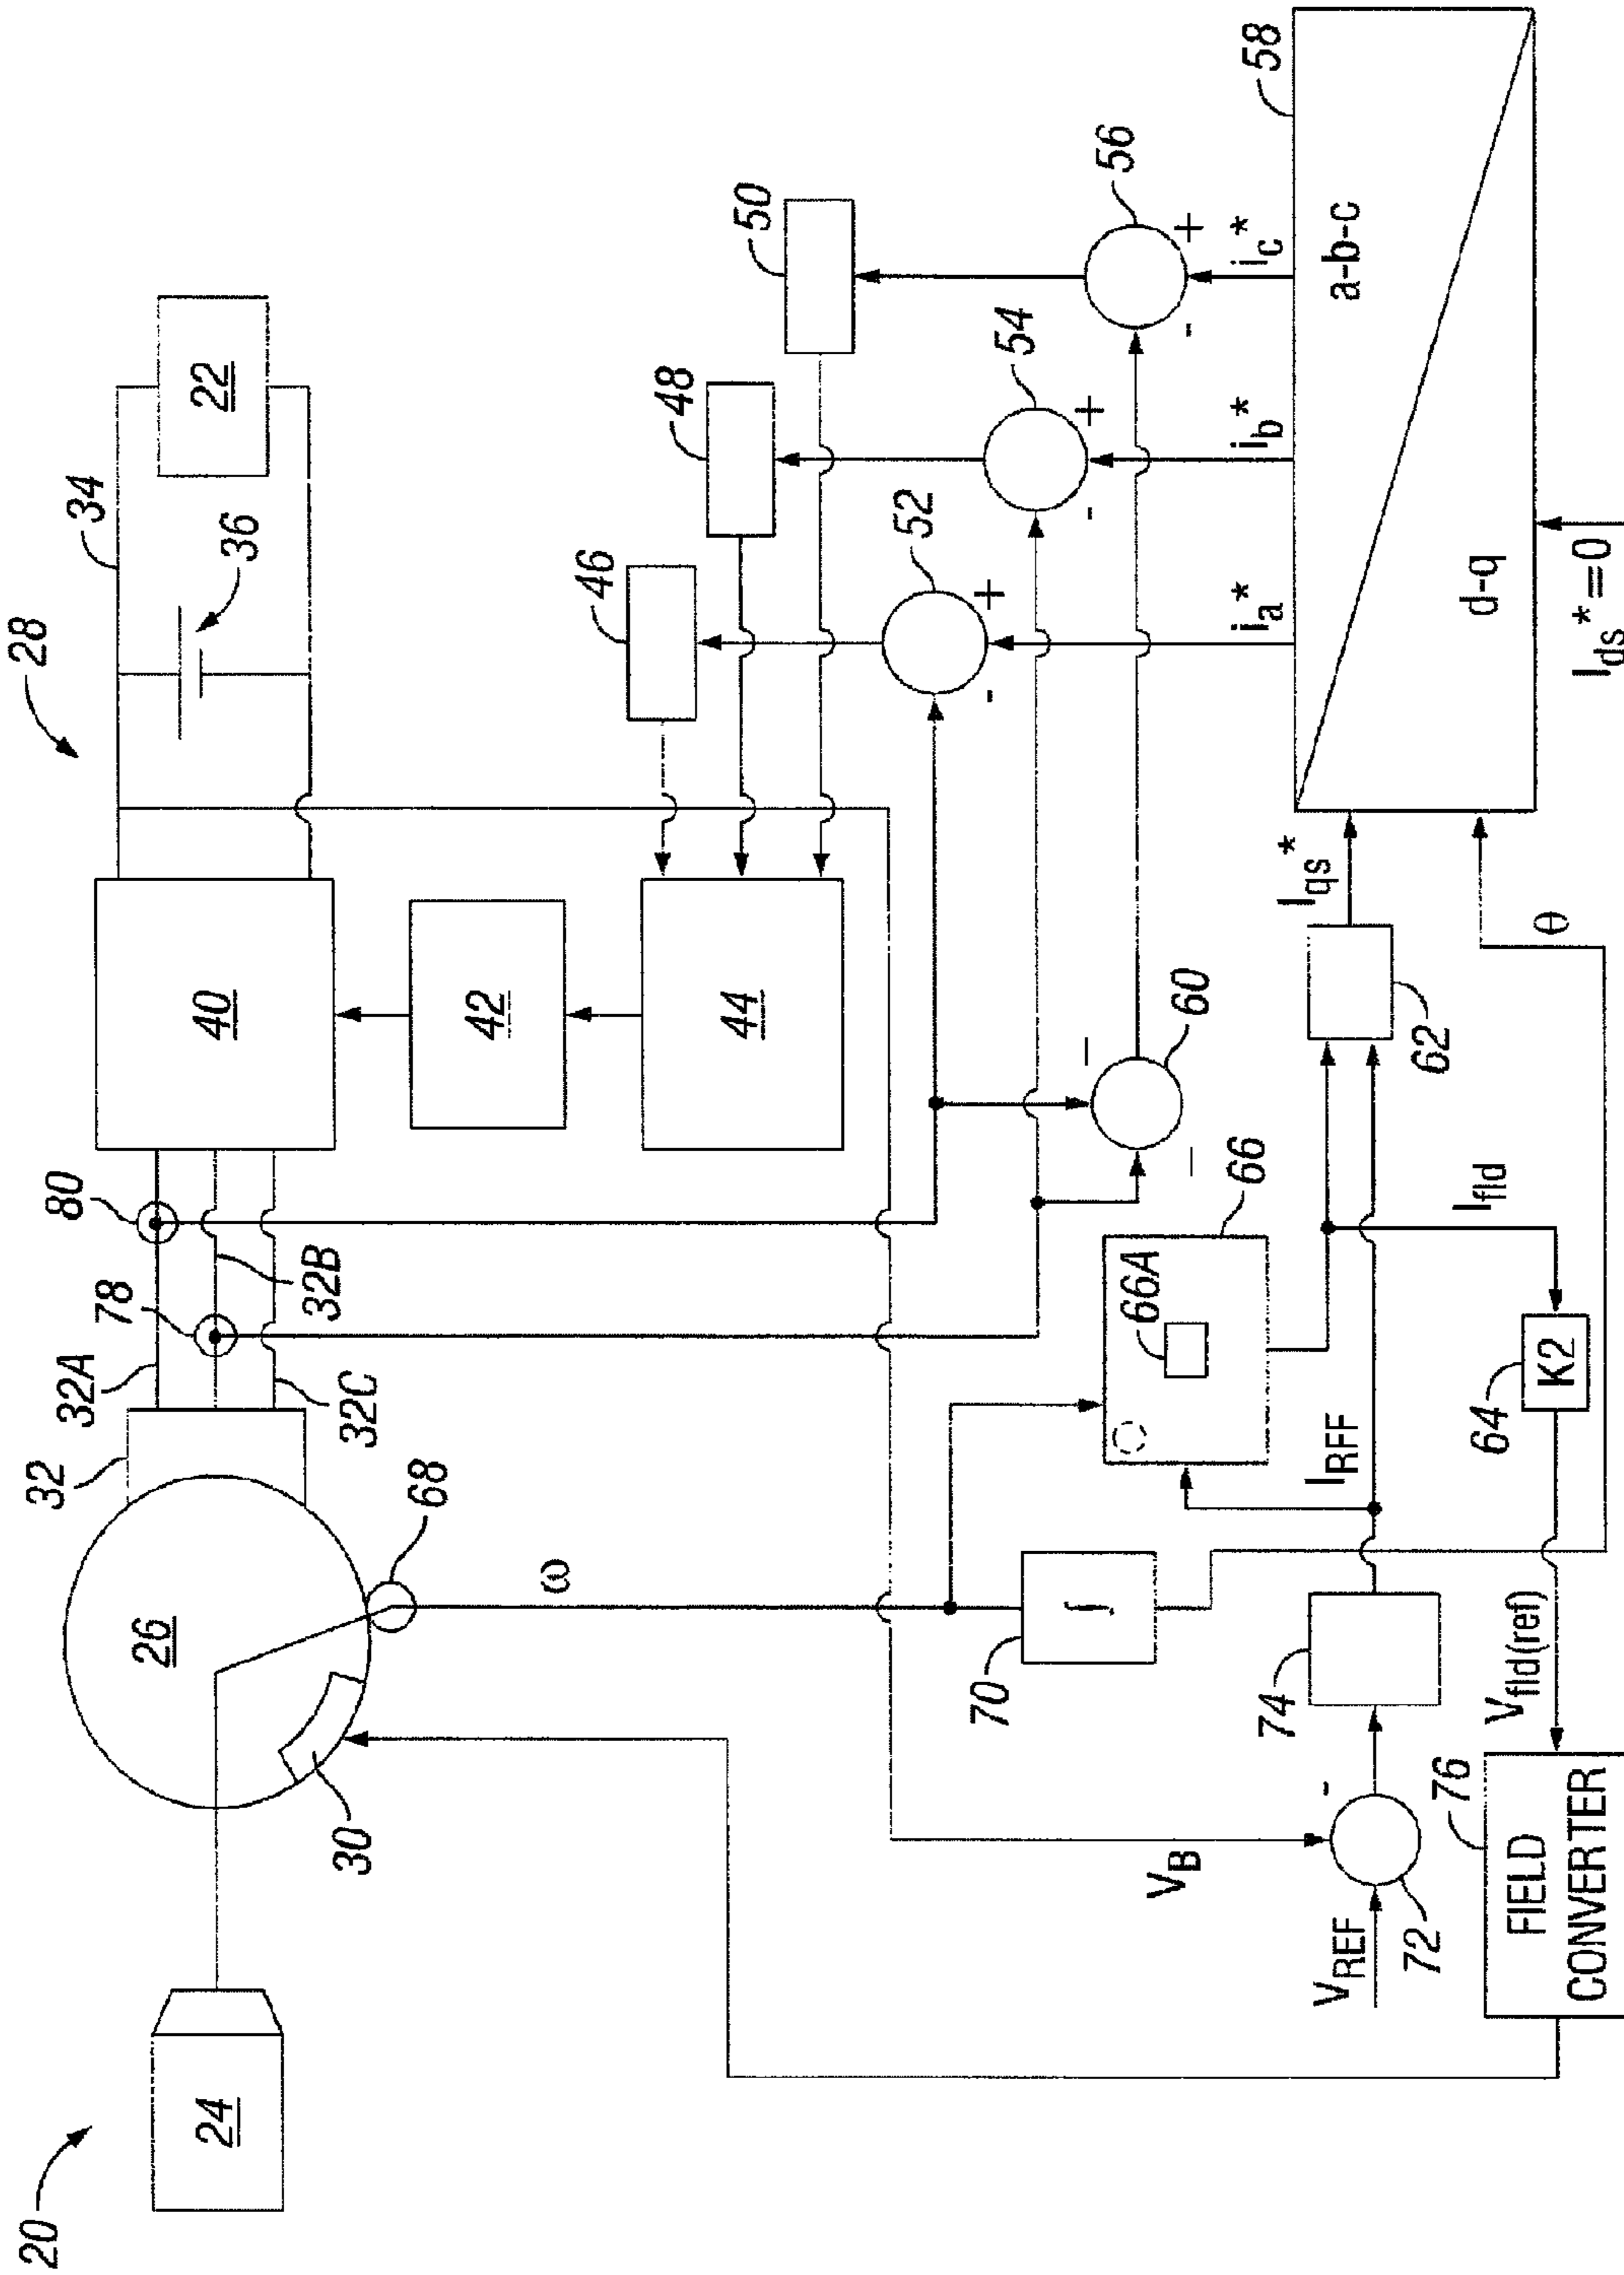 20
24
26
28
30
32
32A
32B
32C
78
80
40
42
44
34
36
22
46
48
50
52
54
56
58
a-b-c
d-q
i_a*
i_b*
i_c*
I_ds*=0
I_qs*
θ
60
62
66
66A
I_fld
I_RFF
K2
64
68
ω
70
∫
74
72
V_B
V_REF
V_fld(ref)
76
FIELD
CONVERTER
+
-
+
-
+
-
-
-
-